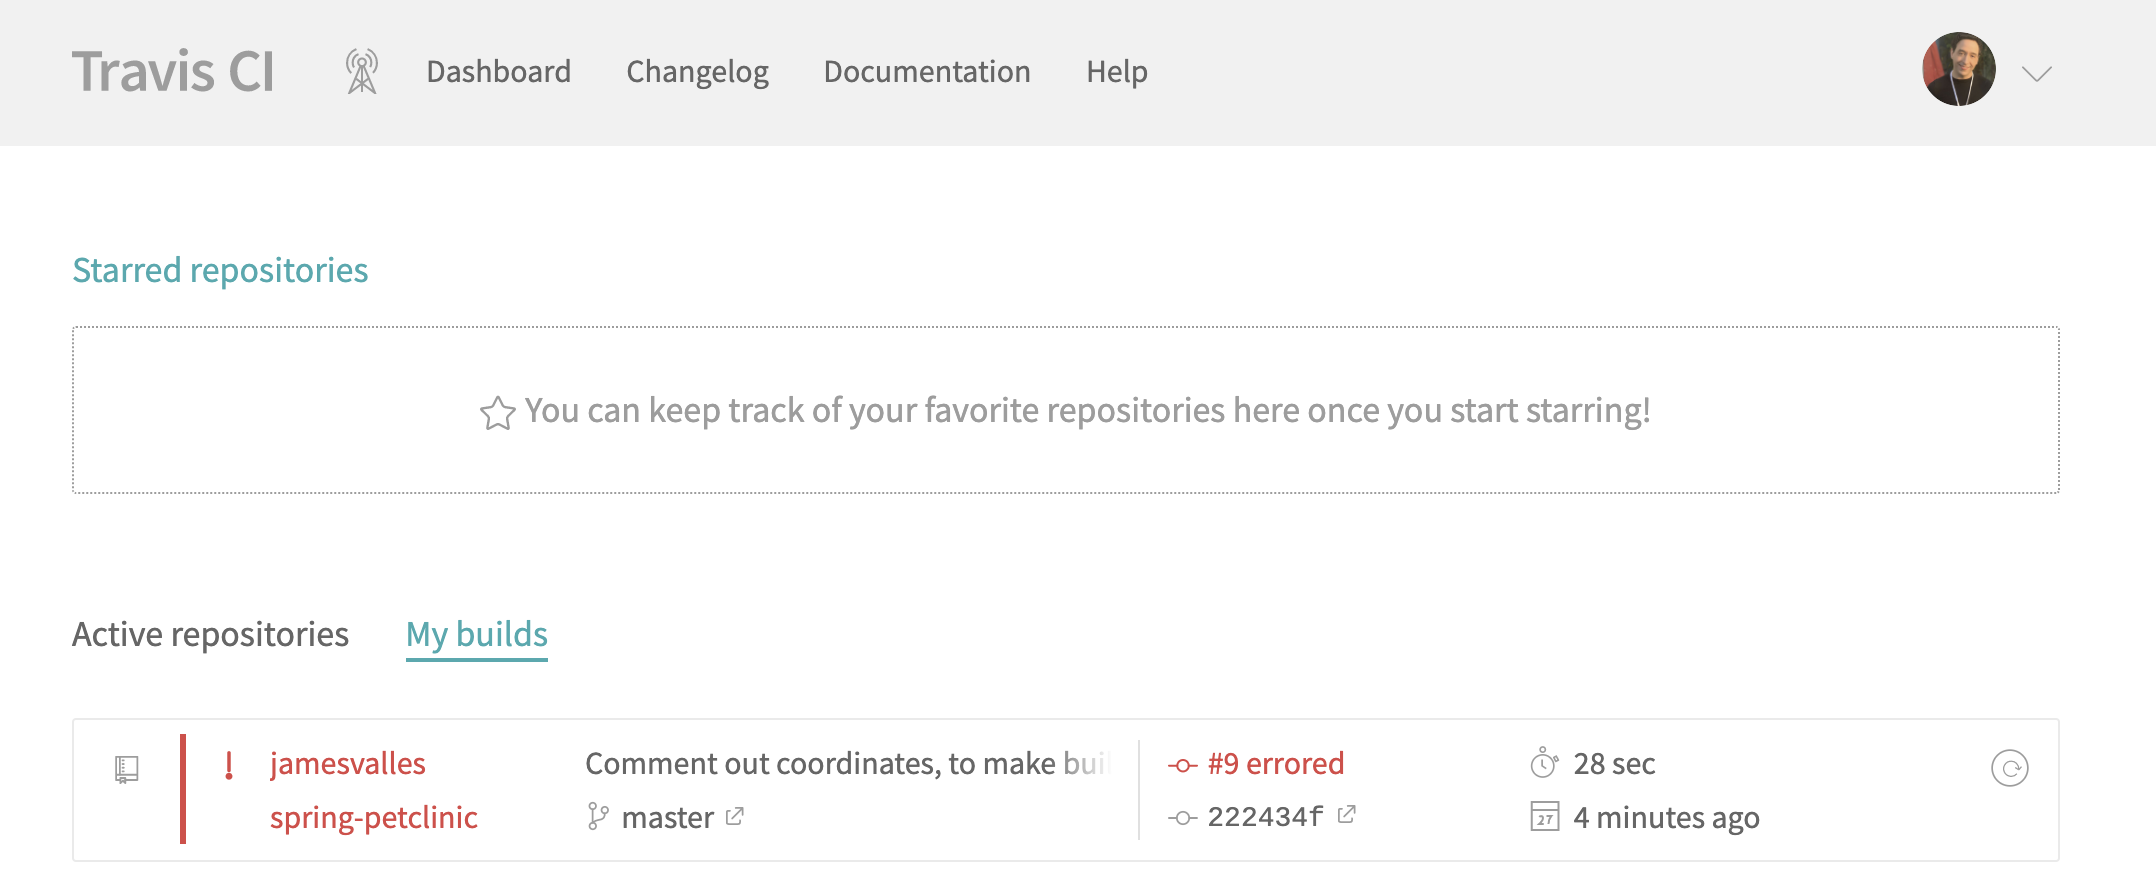 Travis CI Dashboard Changelog Documentation Help
Starred repositories
You can keep track of your favorite repositories here once you start starring!
Active repositories My builds
jamesvalles Comment out coordinates, to make buil #9 errored 28 sec
spring-petclinic master 222434f 27 4 minutes ago